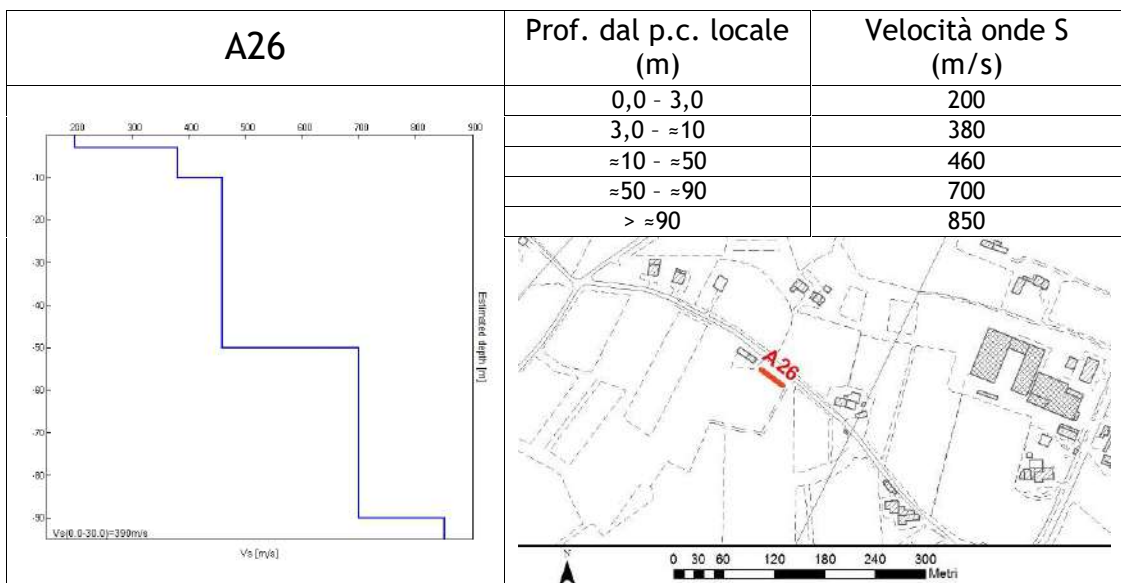 A26
Prof. dal p.c. locale
(m)
Velocità onde S
(m/s)
0,0 - 3,0 200
3,0 - ≈10 380
≈10 - ≈50 460
≈50 - ≈90 700
> ≈90 850
200 300 400 500 600 700 800 900
-10
-20
-30
-40
-50
-60
-70
-80
-90
Estimated depth [m]
Vs(0.0-30.0)=390m/s
Vs [m/s]
A26
N
0 30 60 120 180 240 300
Metri